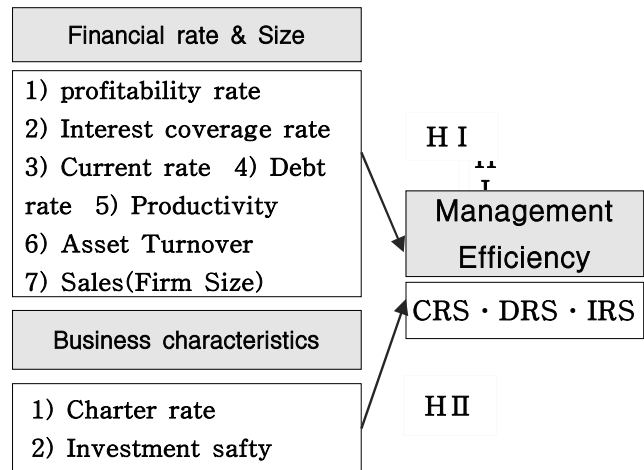 Financial rate & Size
1) profitability rate
2) Interest coverage rate
3) Current rate 4) Debt
rate 5) Productivity
6) Asset Turnover
7) Sales(Firm Size)
Business characteristics
1) Charter rate
2) Investment safty
H I
Management
Efficiency
CRS · DRS · IRS
H II